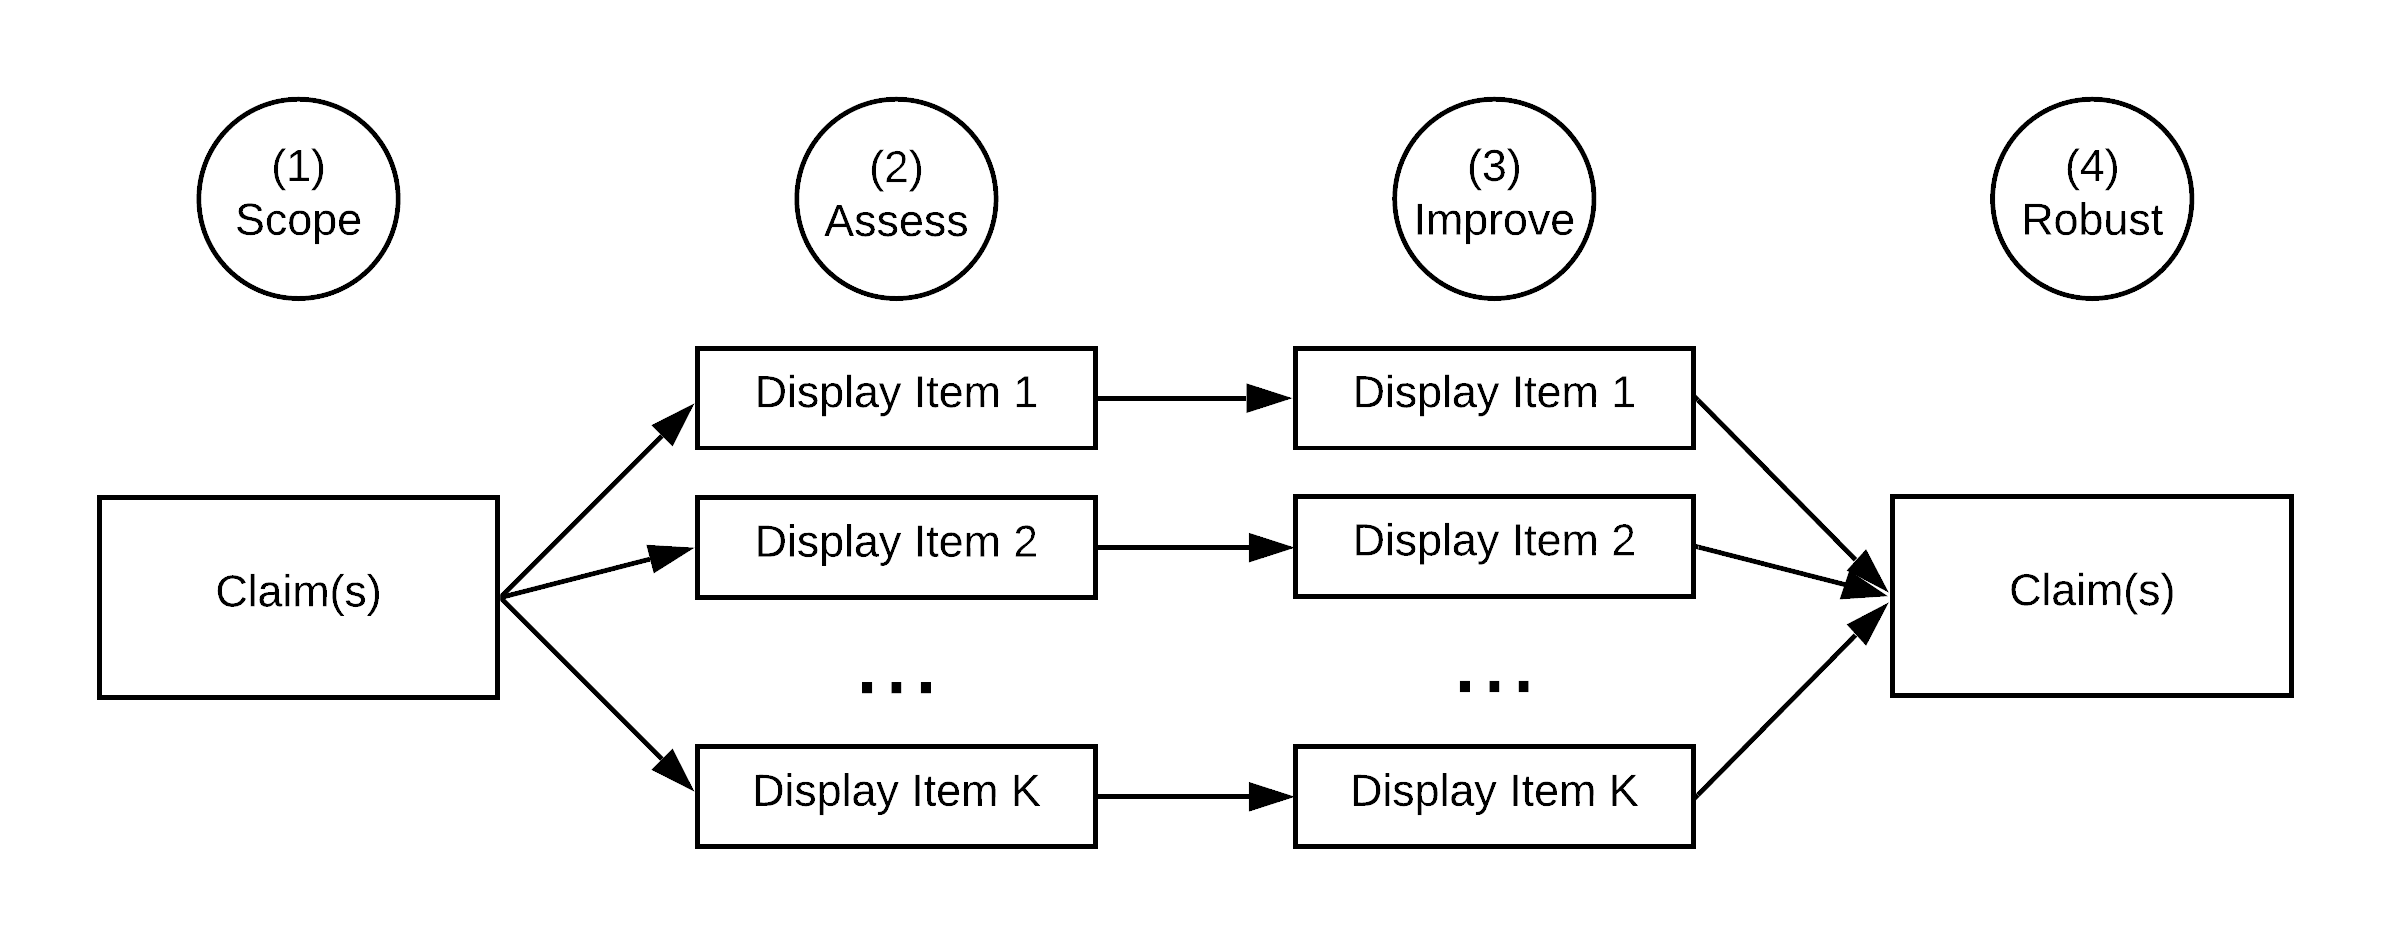 (1)
Scope
(2)
Assess
(3)
Improve
(4)
Robust
Claim(s)
Display Item 1
Display Item 2
...
Display Item K
Display Item 1
Display Item 2
...
Display Item K
Claim(s)